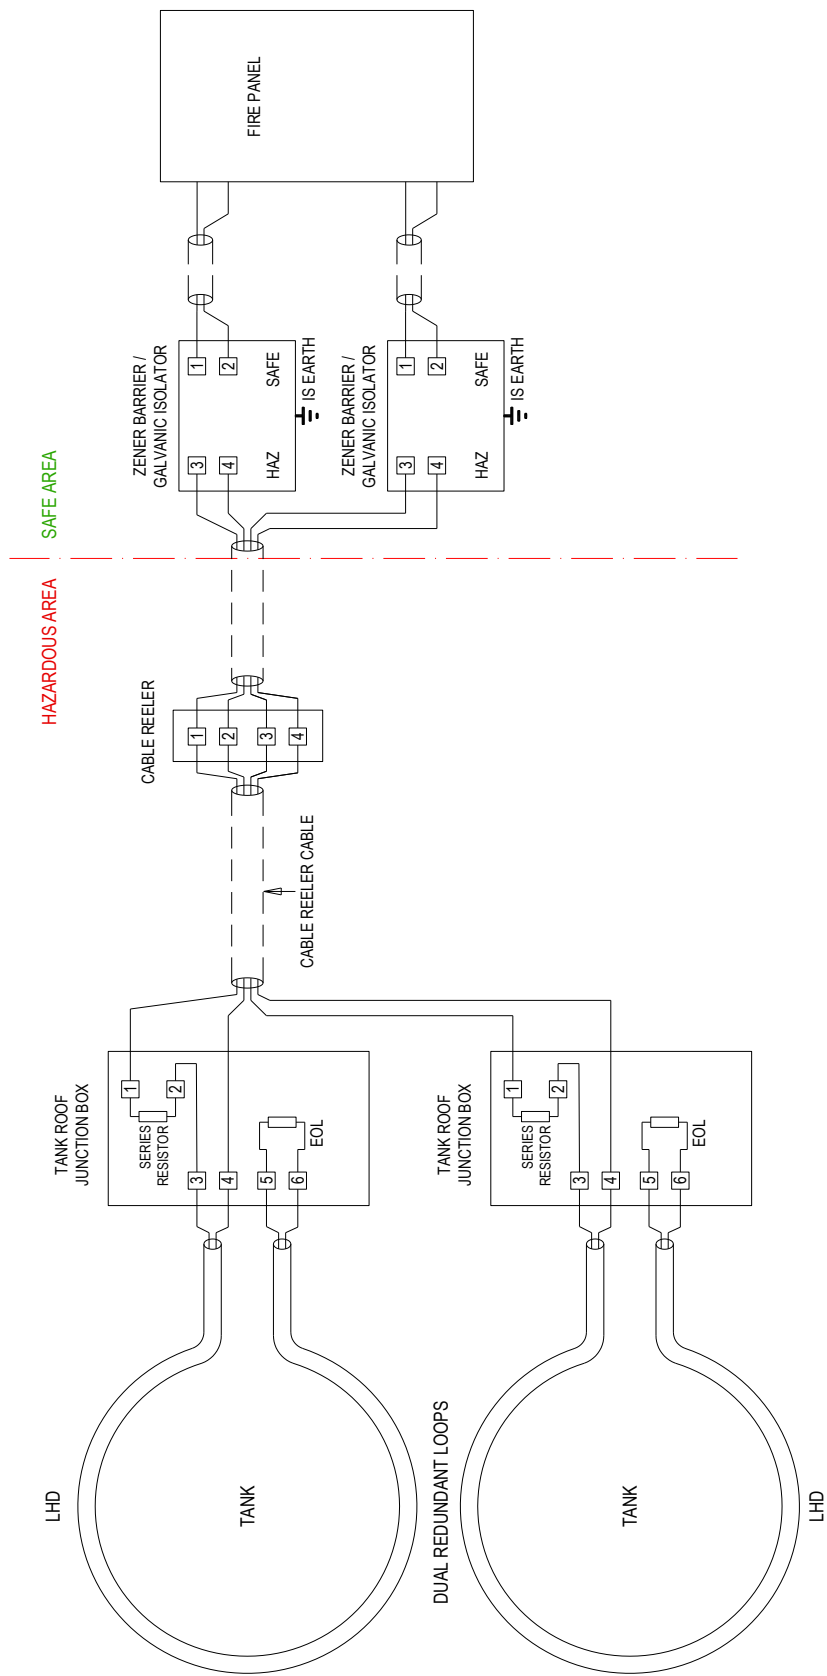 FIRE PANEL
ZENER BARRIER /
GALVANIC ISOLATOR
1
2
SAFE
3
4
HAZ
IS EARTH
ZENER BARRIER /
GALVANIC ISOLATOR
1
2
SAFE
3
4
HAZ
IS EARTH
SAFE AREA
HAZARDOUS AREA
CABLE REELER
1
2
3
4
CABLE REELER CABLE
TANK ROOF
JUNCTION BOX
1
2
SERIES
RESISTOR
3
4
5
6
EOL
TANK ROOF
JUNCTION BOX
1
2
SERIES
RESISTOR
3
4
5
6
EOL
LHD
TANK
DUAL REDUNDANT LOOPS
TANK
LHD